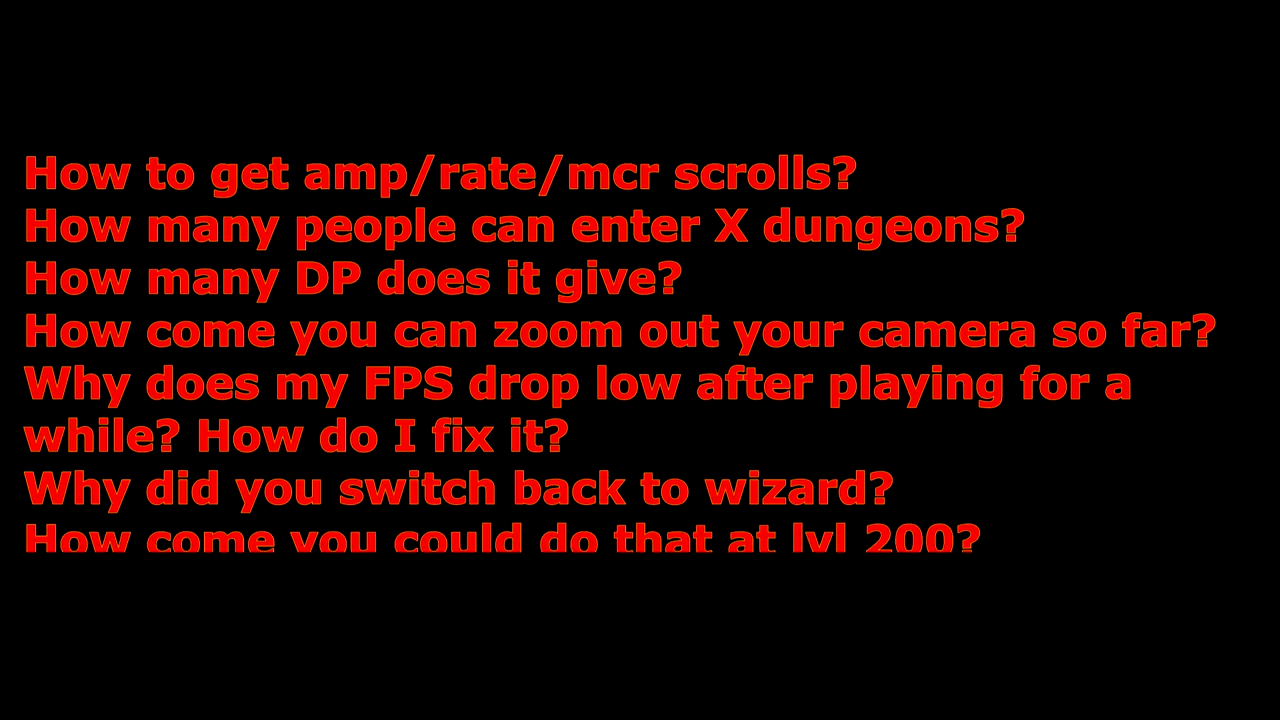 How to get amp/rate/mcr scrolls?
How many people can enter X dungeons?
How many DP does it give?
How come you can zoom out your camera so far?
Why does my FPS drop low after playing for a
while? How do I fix it?
Why did you switch back to wizard?
How come you could do that at lvl 200?